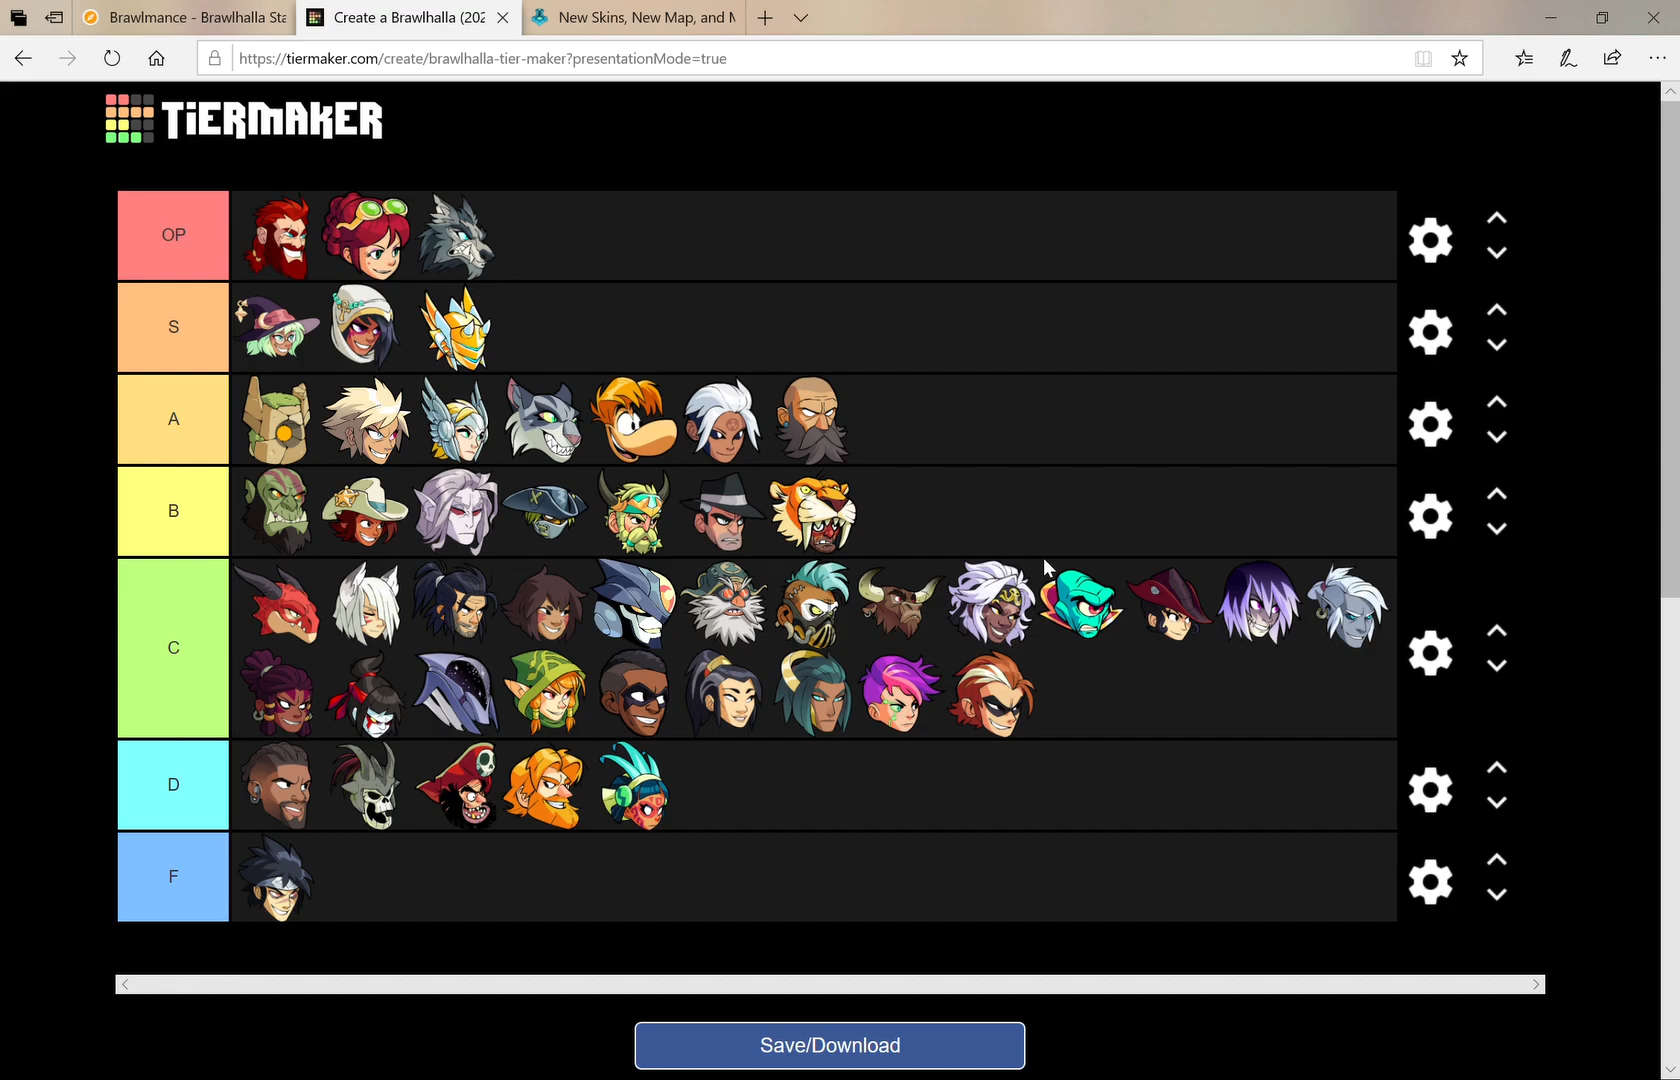 Brawlmance - Brawlhalla Sta
Create a Brawlhalla (202
New Skins, New Map, and M
https://tiermaker.com/create/brawlhalla-tier-maker?presentationMode=true
TiERMAKER
OP
S
A
B
C
D
F
Save/Download